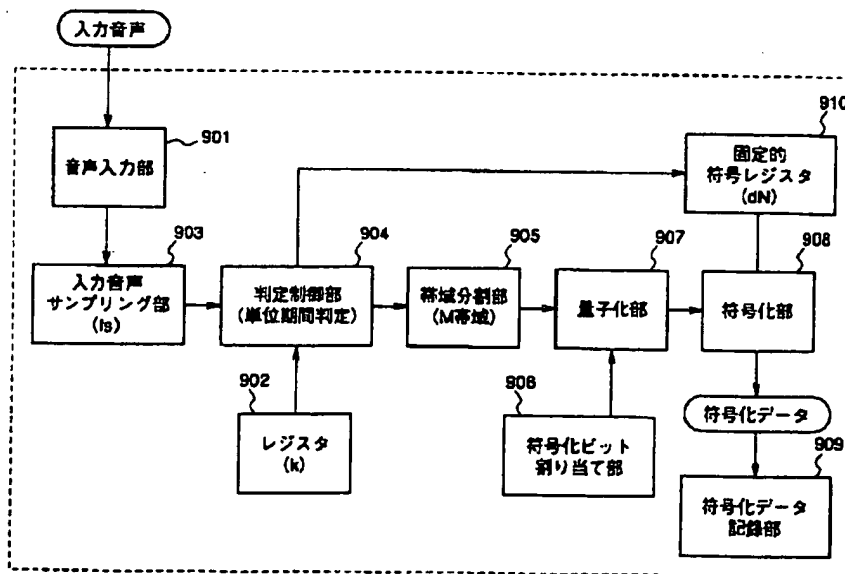 入力音声
901
音声入力部
910
固定的
符号レジスタ
(dN)
903
入力音声
サンプリング部
(fs)
904
判定制御部
(単位期間判定)
905
帯域分割部
(M帯域)
907
量子化部
908
符号化部
902
レジスタ
(k)
906
符号化ビット
割り当て部
符号化データ
909
符号化データ
記録部